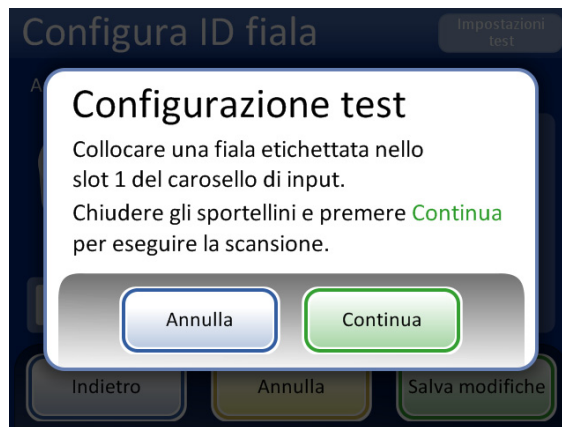 Configura ID fiala
Impostazioni
test
A
Configurazione test
Collocare una fiala etichettata nello
slot 1 del carosello di input.
Chiudere gli sportellini e premere Continua
per eseguire la scansione.
Annulla
Continua
Indietro
Annulla
Salva modifiche